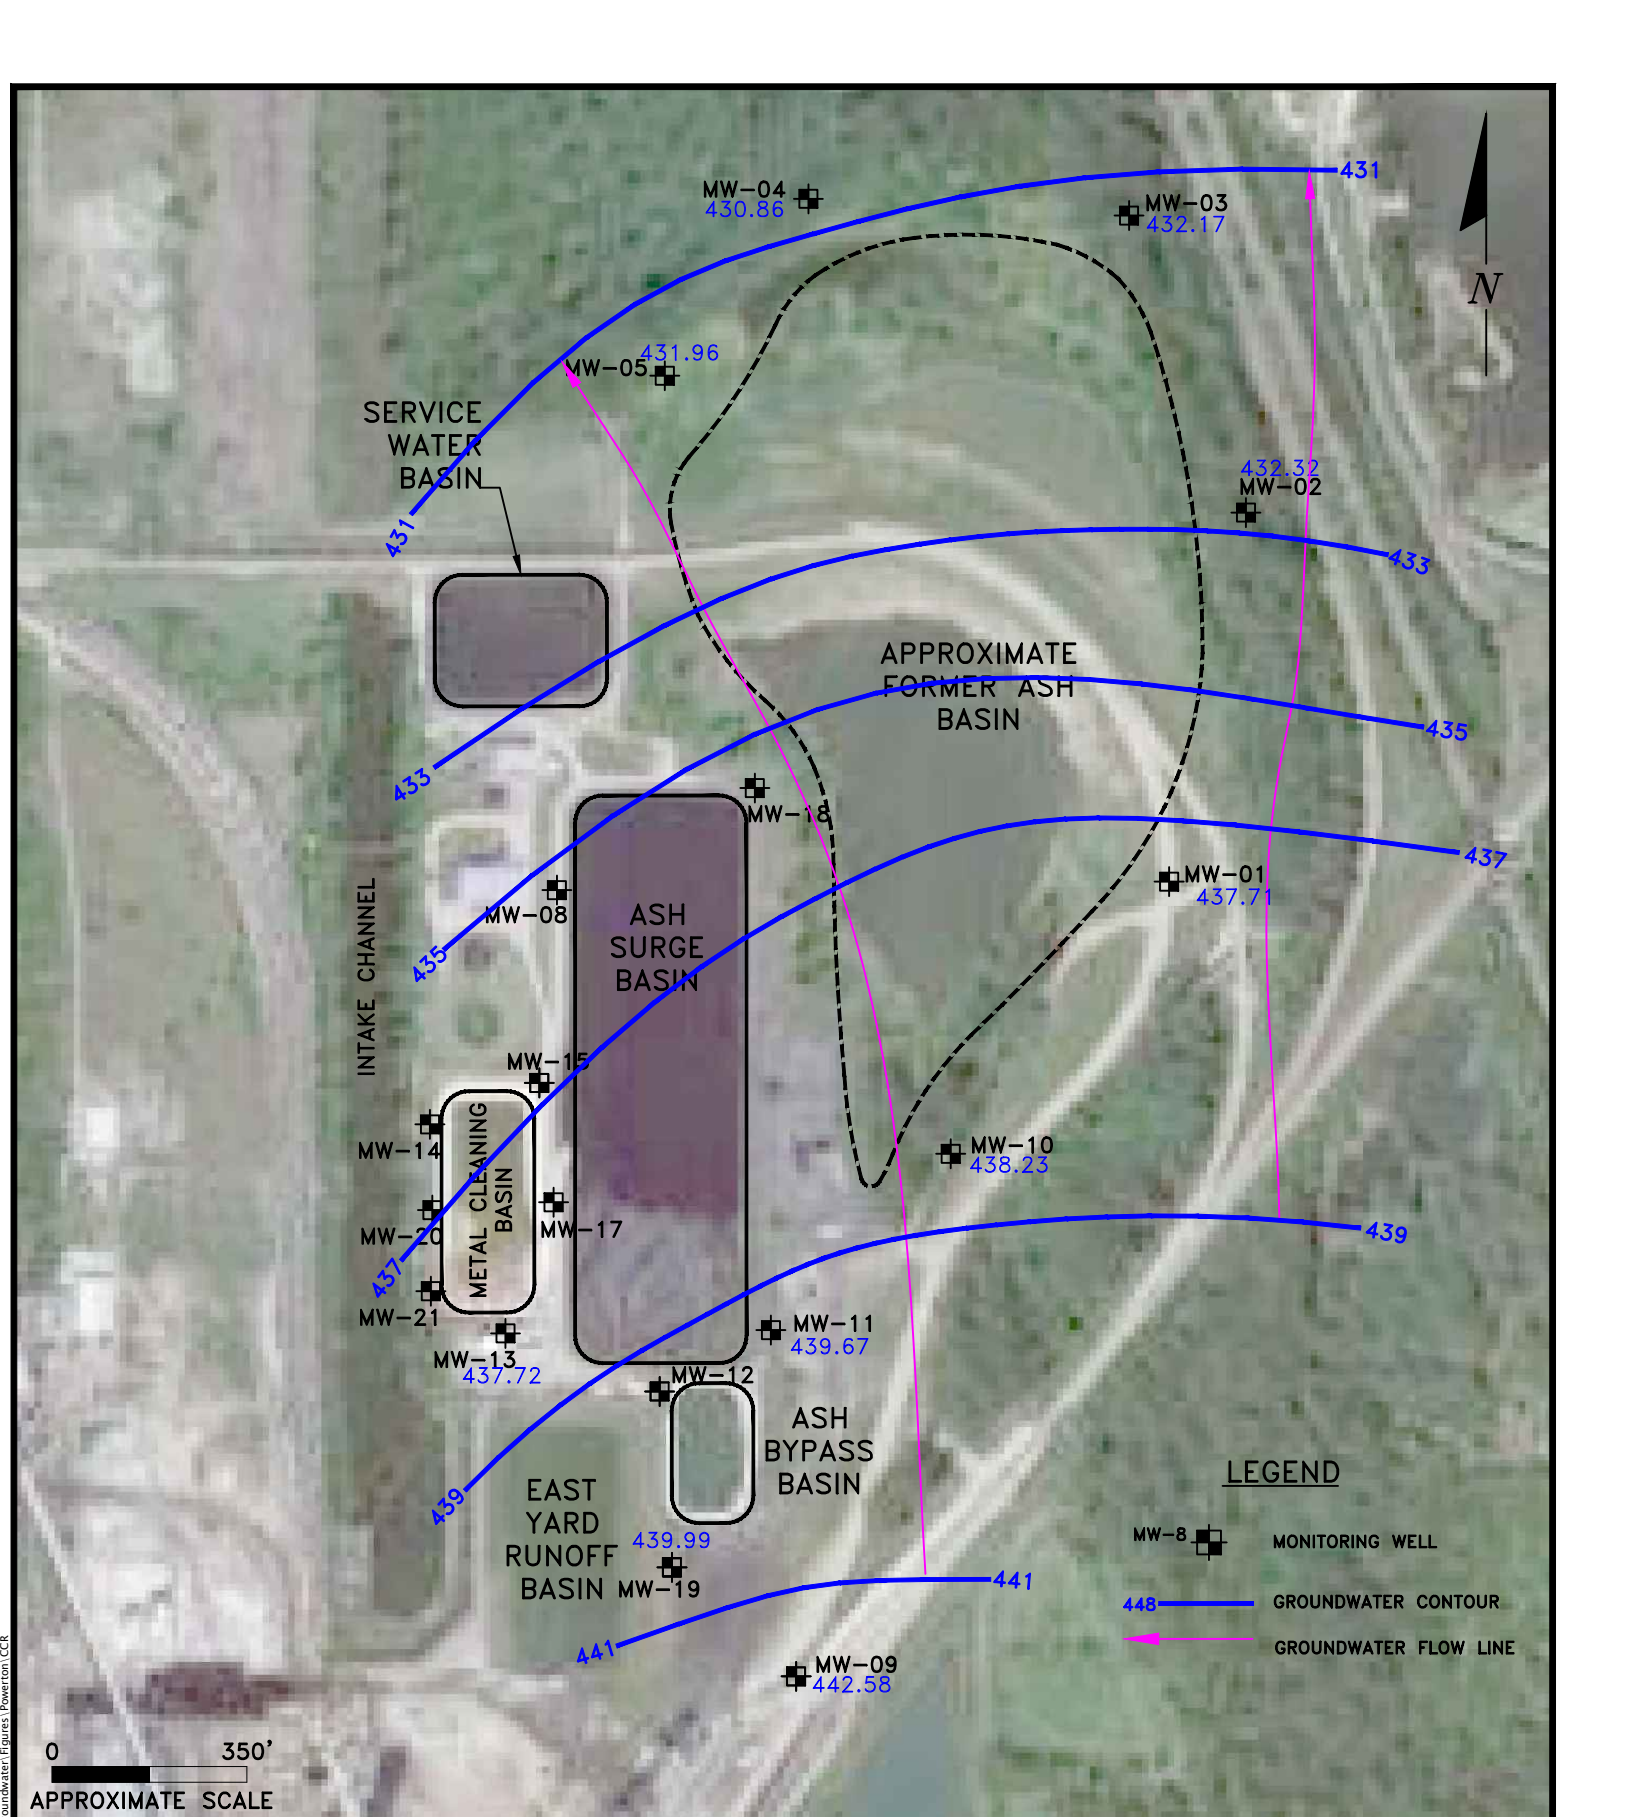 431
MW-04
430.86
MW-03
432.17
N
431.96
MW-05
SERVICE
WATER
BASIN
432.32
MW-02
431
433
APPROXIMATE
FORMER ASH
BASIN
435
433
MW-18
437
MW-01
437.71
MW-08
ASH
SURGE
BASIN
435
INTAKE CHANNEL
MW-15
MW-14
METAL CLEANING
BASIN
MW-10
438.23
MW-20
MW-17
439
437
MW-21
MW-11
439.67
MW-13
437.72
MW-12
ASH
BYPASS
BASIN
439
EAST
YARD
RUNOFF
BASIN
439.99
MW-19
441
441
MW-09
442.58
LEGEND
MW-8
MONITORING WELL
448
GROUNDWATER CONTOUR
GROUNDWATER FLOW LINE
0 350'
APPROXIMATE SCALE
oundwater\Figures\Powerton\CCR